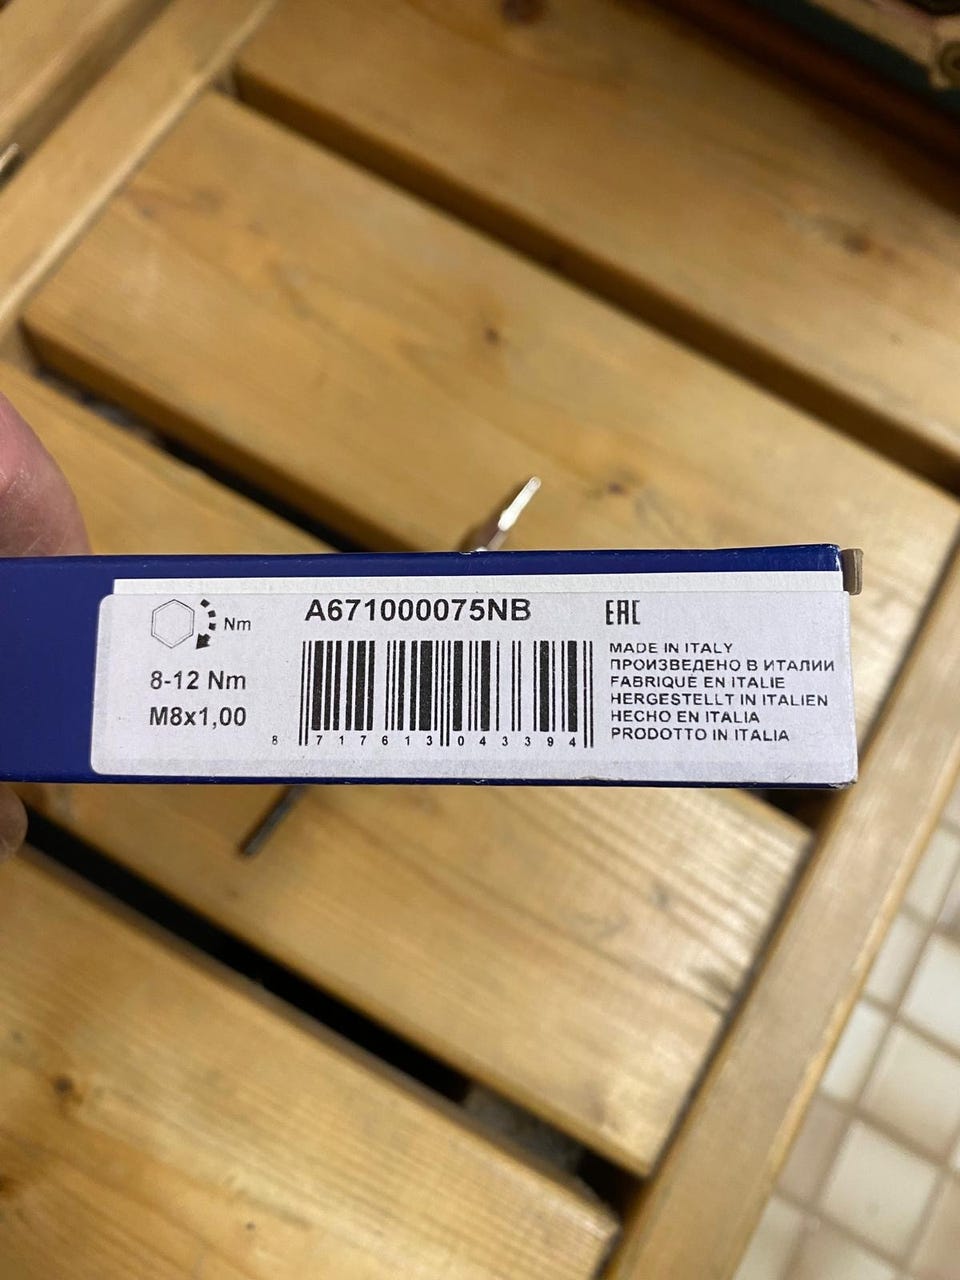 Nm
A671000075NB
EAC
8-12 Nm
M8x1,00
8 717613 043394
MADE IN ITALY
ПРОИЗВЕДЕНО В ИТАЛИИ
FABRIQUÉ EN ITALIE
HERGESTELLT IN ITALIEN
HECHO EN ITALIA
PRODOTTO IN ITALIA